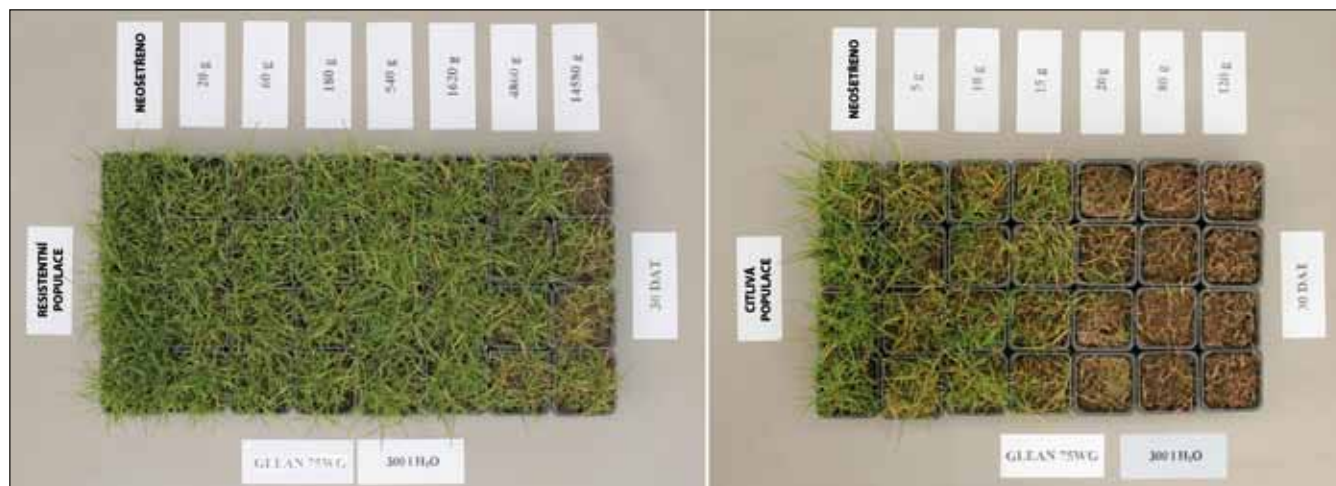 NEOŠETŘENO
20 g
60 g
180 g
540 g
1620 g
4860 g
14580 g
RESISTENTNÍ
POPULACE
30 DAT
GLEAN 75WG
300 l H₂O
NEOŠETŘENO
5 g
10 g
15 g
20 g
80 g
120 g
CITLIVÁ
POPULACE
30 DAT
GLEAN 75WG
300 l H₂O